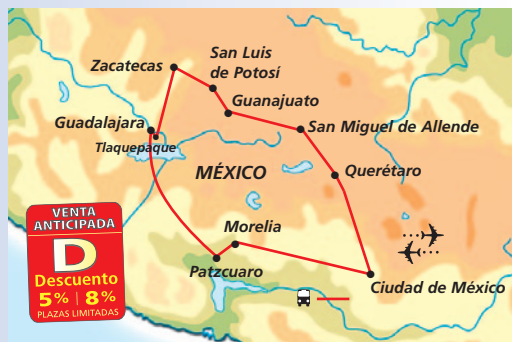 Zacatecas
San Luis
de Potosí
Guanajuato
Guadalajara
Tlaquepaque
San Miguel de Allende
MÉXICO
Querétaro
Morelia
Patzcuaro
Ciudad de México
VENTA
ANTICIPADA
D
Descuento
5% | 8%
PLAZAS LIMITADAS